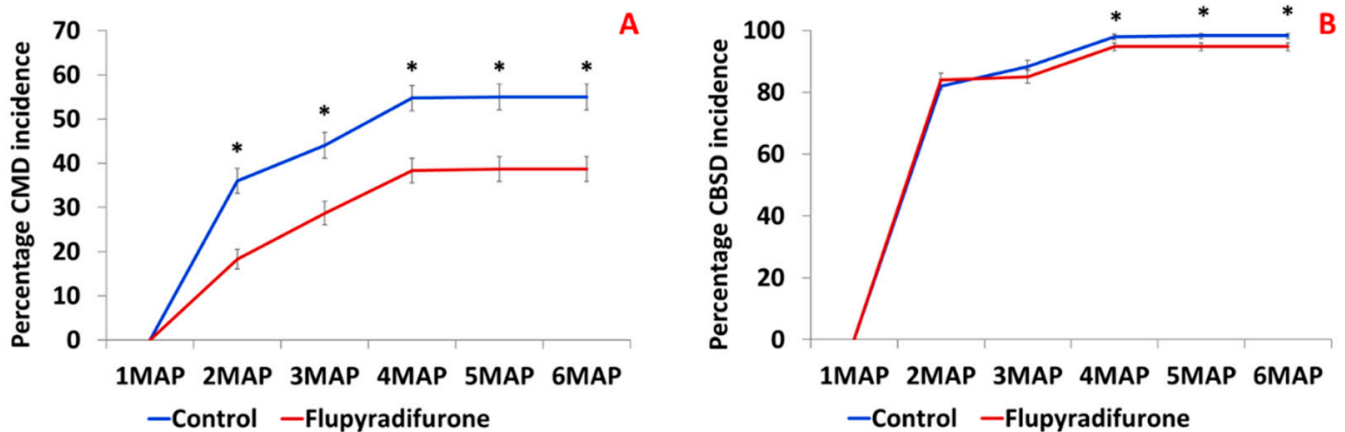 A
Percentage CMD incidence
70
60
50
40
30
20
10
0
* * * * *
1MAP 2MAP 3MAP 4MAP 5MAP 6MAP
Control Flupyradifurone
B
Percentage CBSD incidence
100
80
60
40
20
0
* * *
1MAP 2MAP 3MAP 4MAP 5MAP 6MAP
Control Flupyradifurone